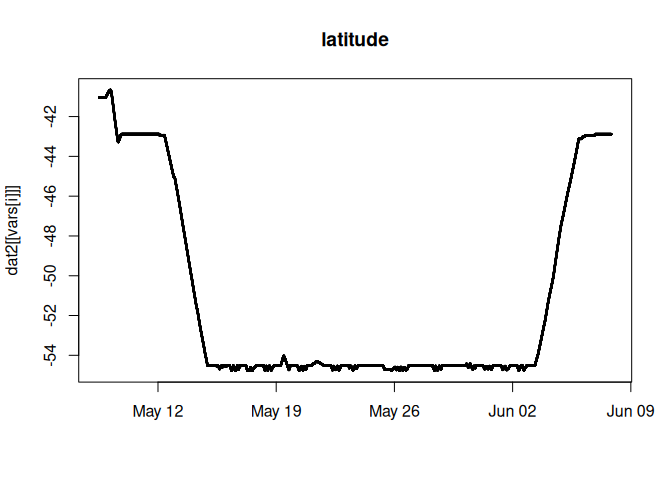 latitude
dat2[[vars[i]]]
-42
-44
-46
-48
-50
-52
-54
May 12
May 19
May 26
Jun 02
Jun 09